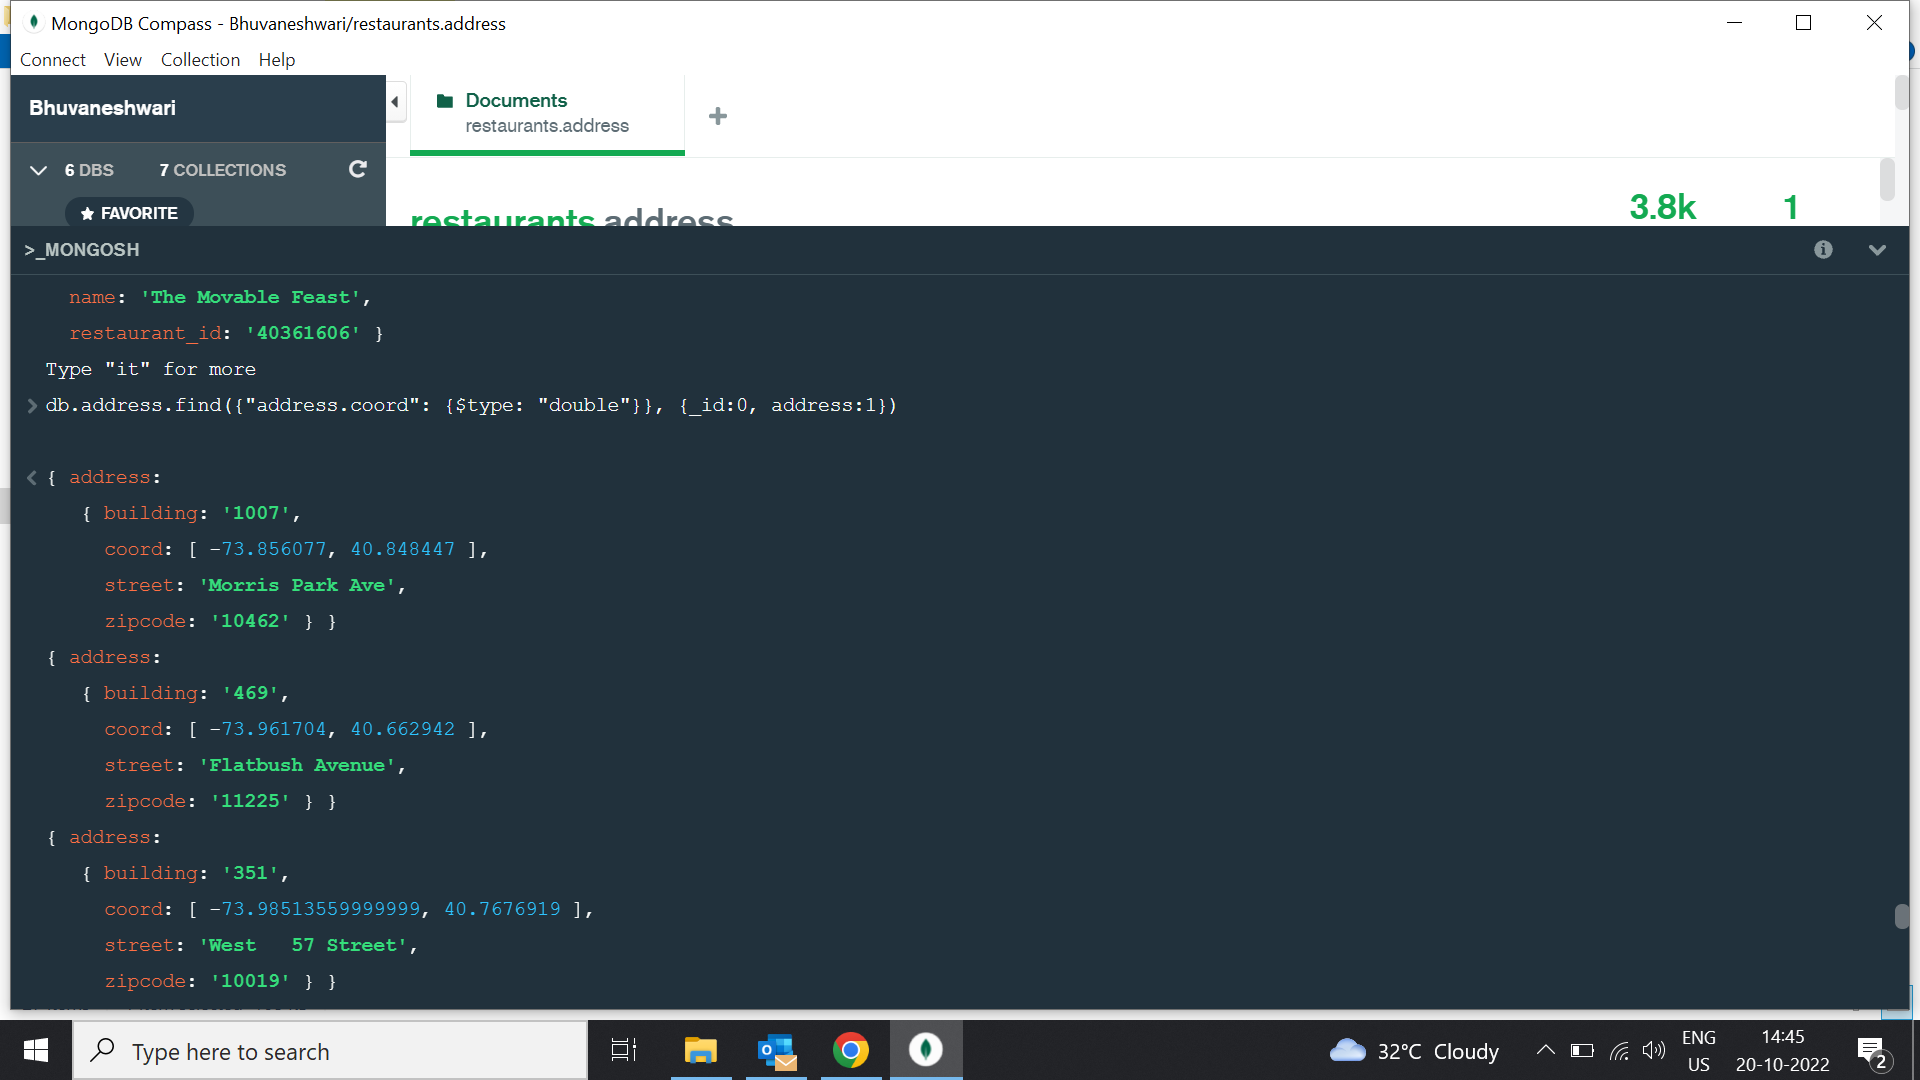 MongoDB Compass - Bhuvaneshwari/restaurants.address
Connect View Collection Help
Bhuvaneshwari
Documents
restaurants.address
6 DBS 7 COLLECTIONS
FAVORITE
restaurants.address
3.8k 1
>_MONGOSH
name: 'The Movable Feast',
restaurant_id: '40361606' }
Type "it" for more
db.address.find({"address.coord": {$type: "double"}}, {_id:0, address:1})
{ address:
{ building: '1007',
coord: [ -73.856077, 40.848447 ],
street: 'Morris Park Ave',
zipcode: '10462' } }
{ address:
{ building: '469',
coord: [ -73.961704, 40.662942 ],
street: 'Flatbush Avenue',
zipcode: '11225' } }
{ address:
{ building: '351',
coord: [ -73.98513559999999, 40.7676919 ],
street: 'West   57 Street',
zipcode: '10019' } }
Type here to search
32°C Cloudy
ENG
US
14:45
20-10-2022
2